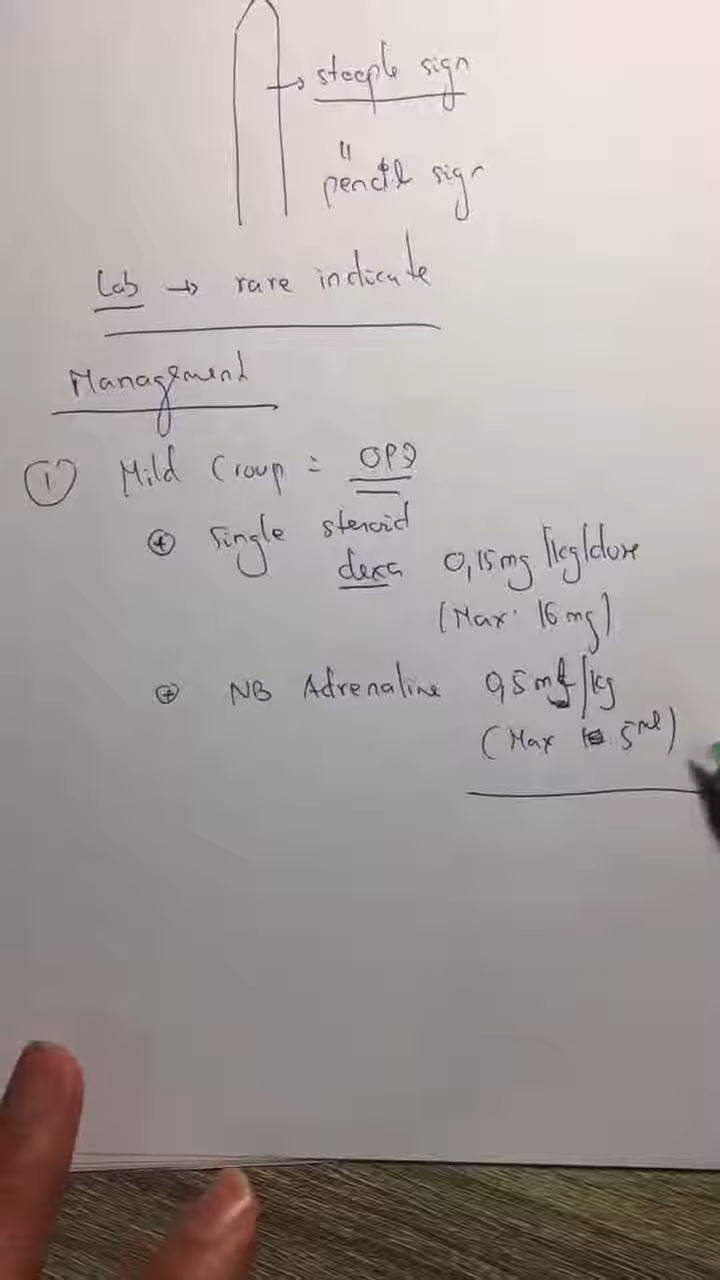 → steeple sign
"
pencil sign
Lab → rare indicate
Management
① Mild Croup = OPD
⊕ single steroid
dexa 0,15mg/kg/dose
(Max 16mg)
⊕ NB Adrenaline 0,5ml/kg
(Max 5ml)